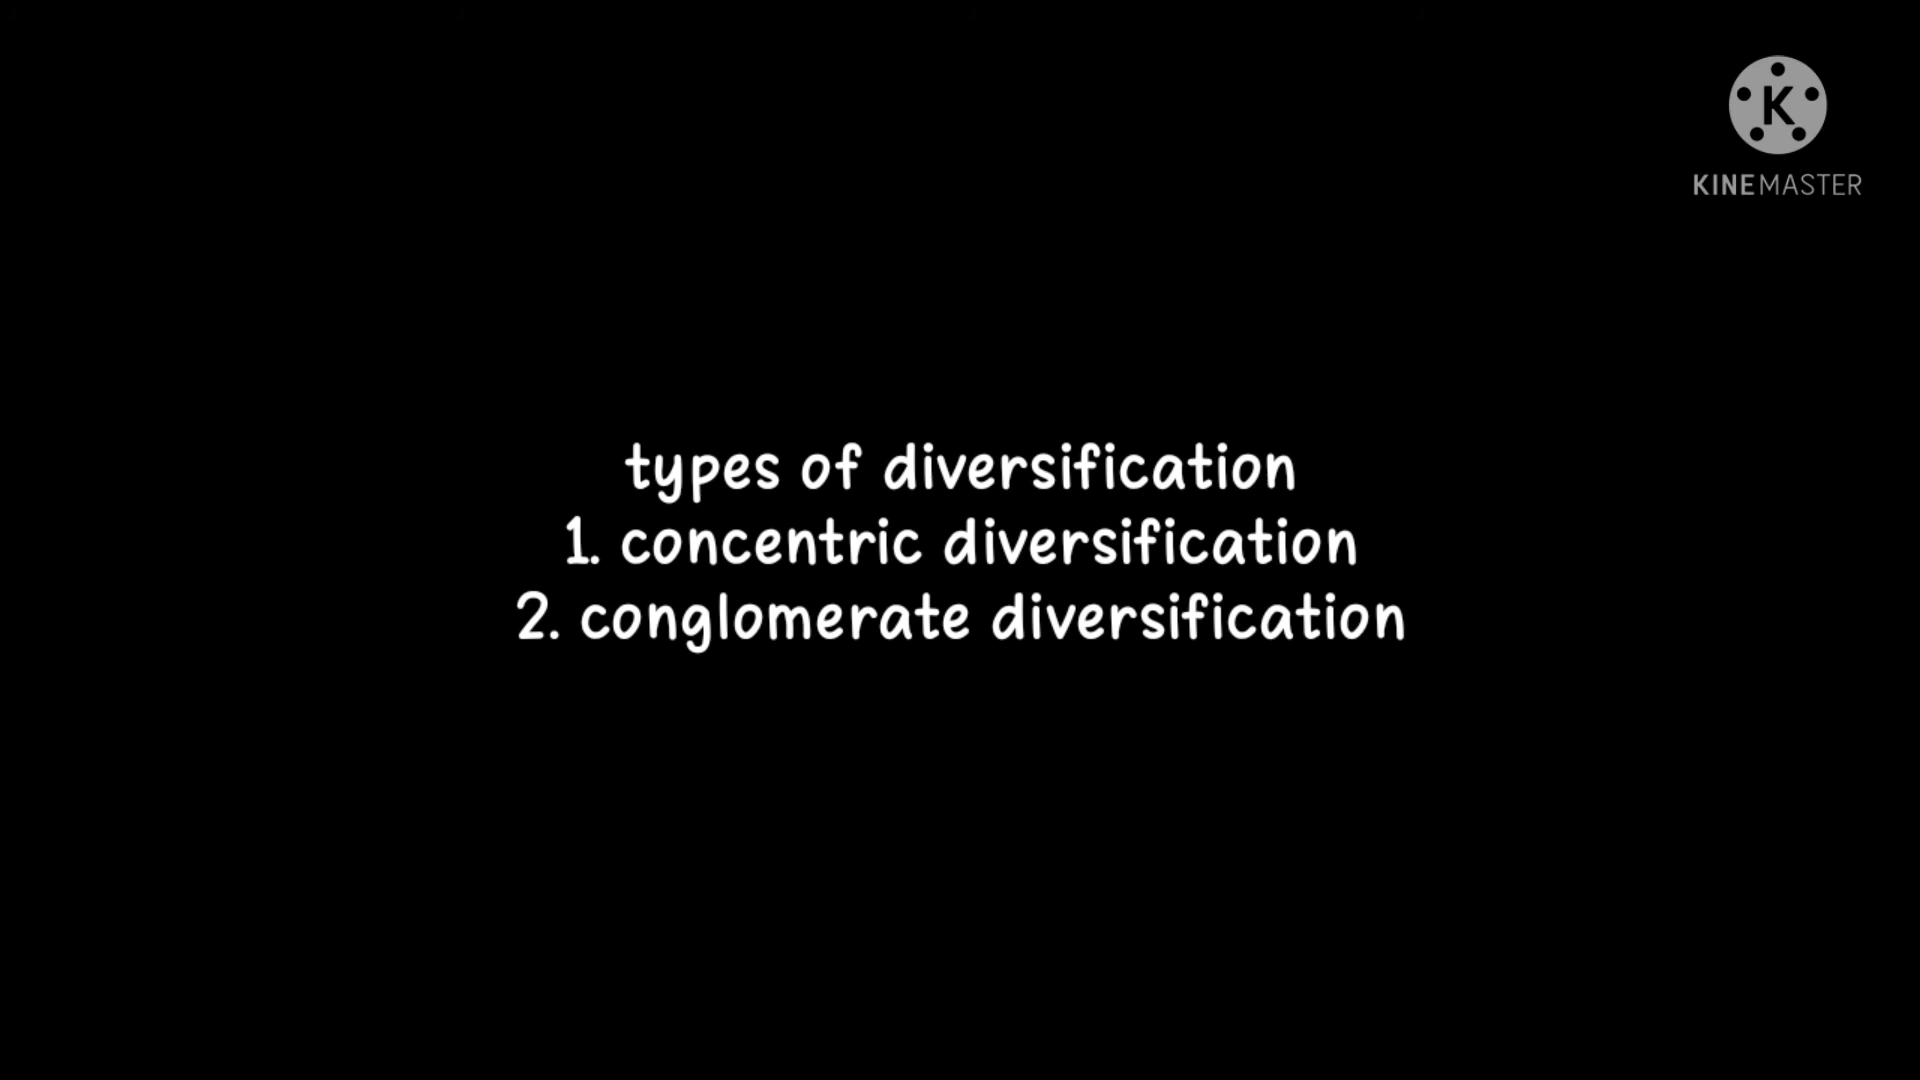 K
KINEMASTER
types of diversification
1. concentric diversification
2. conglomerate diversification